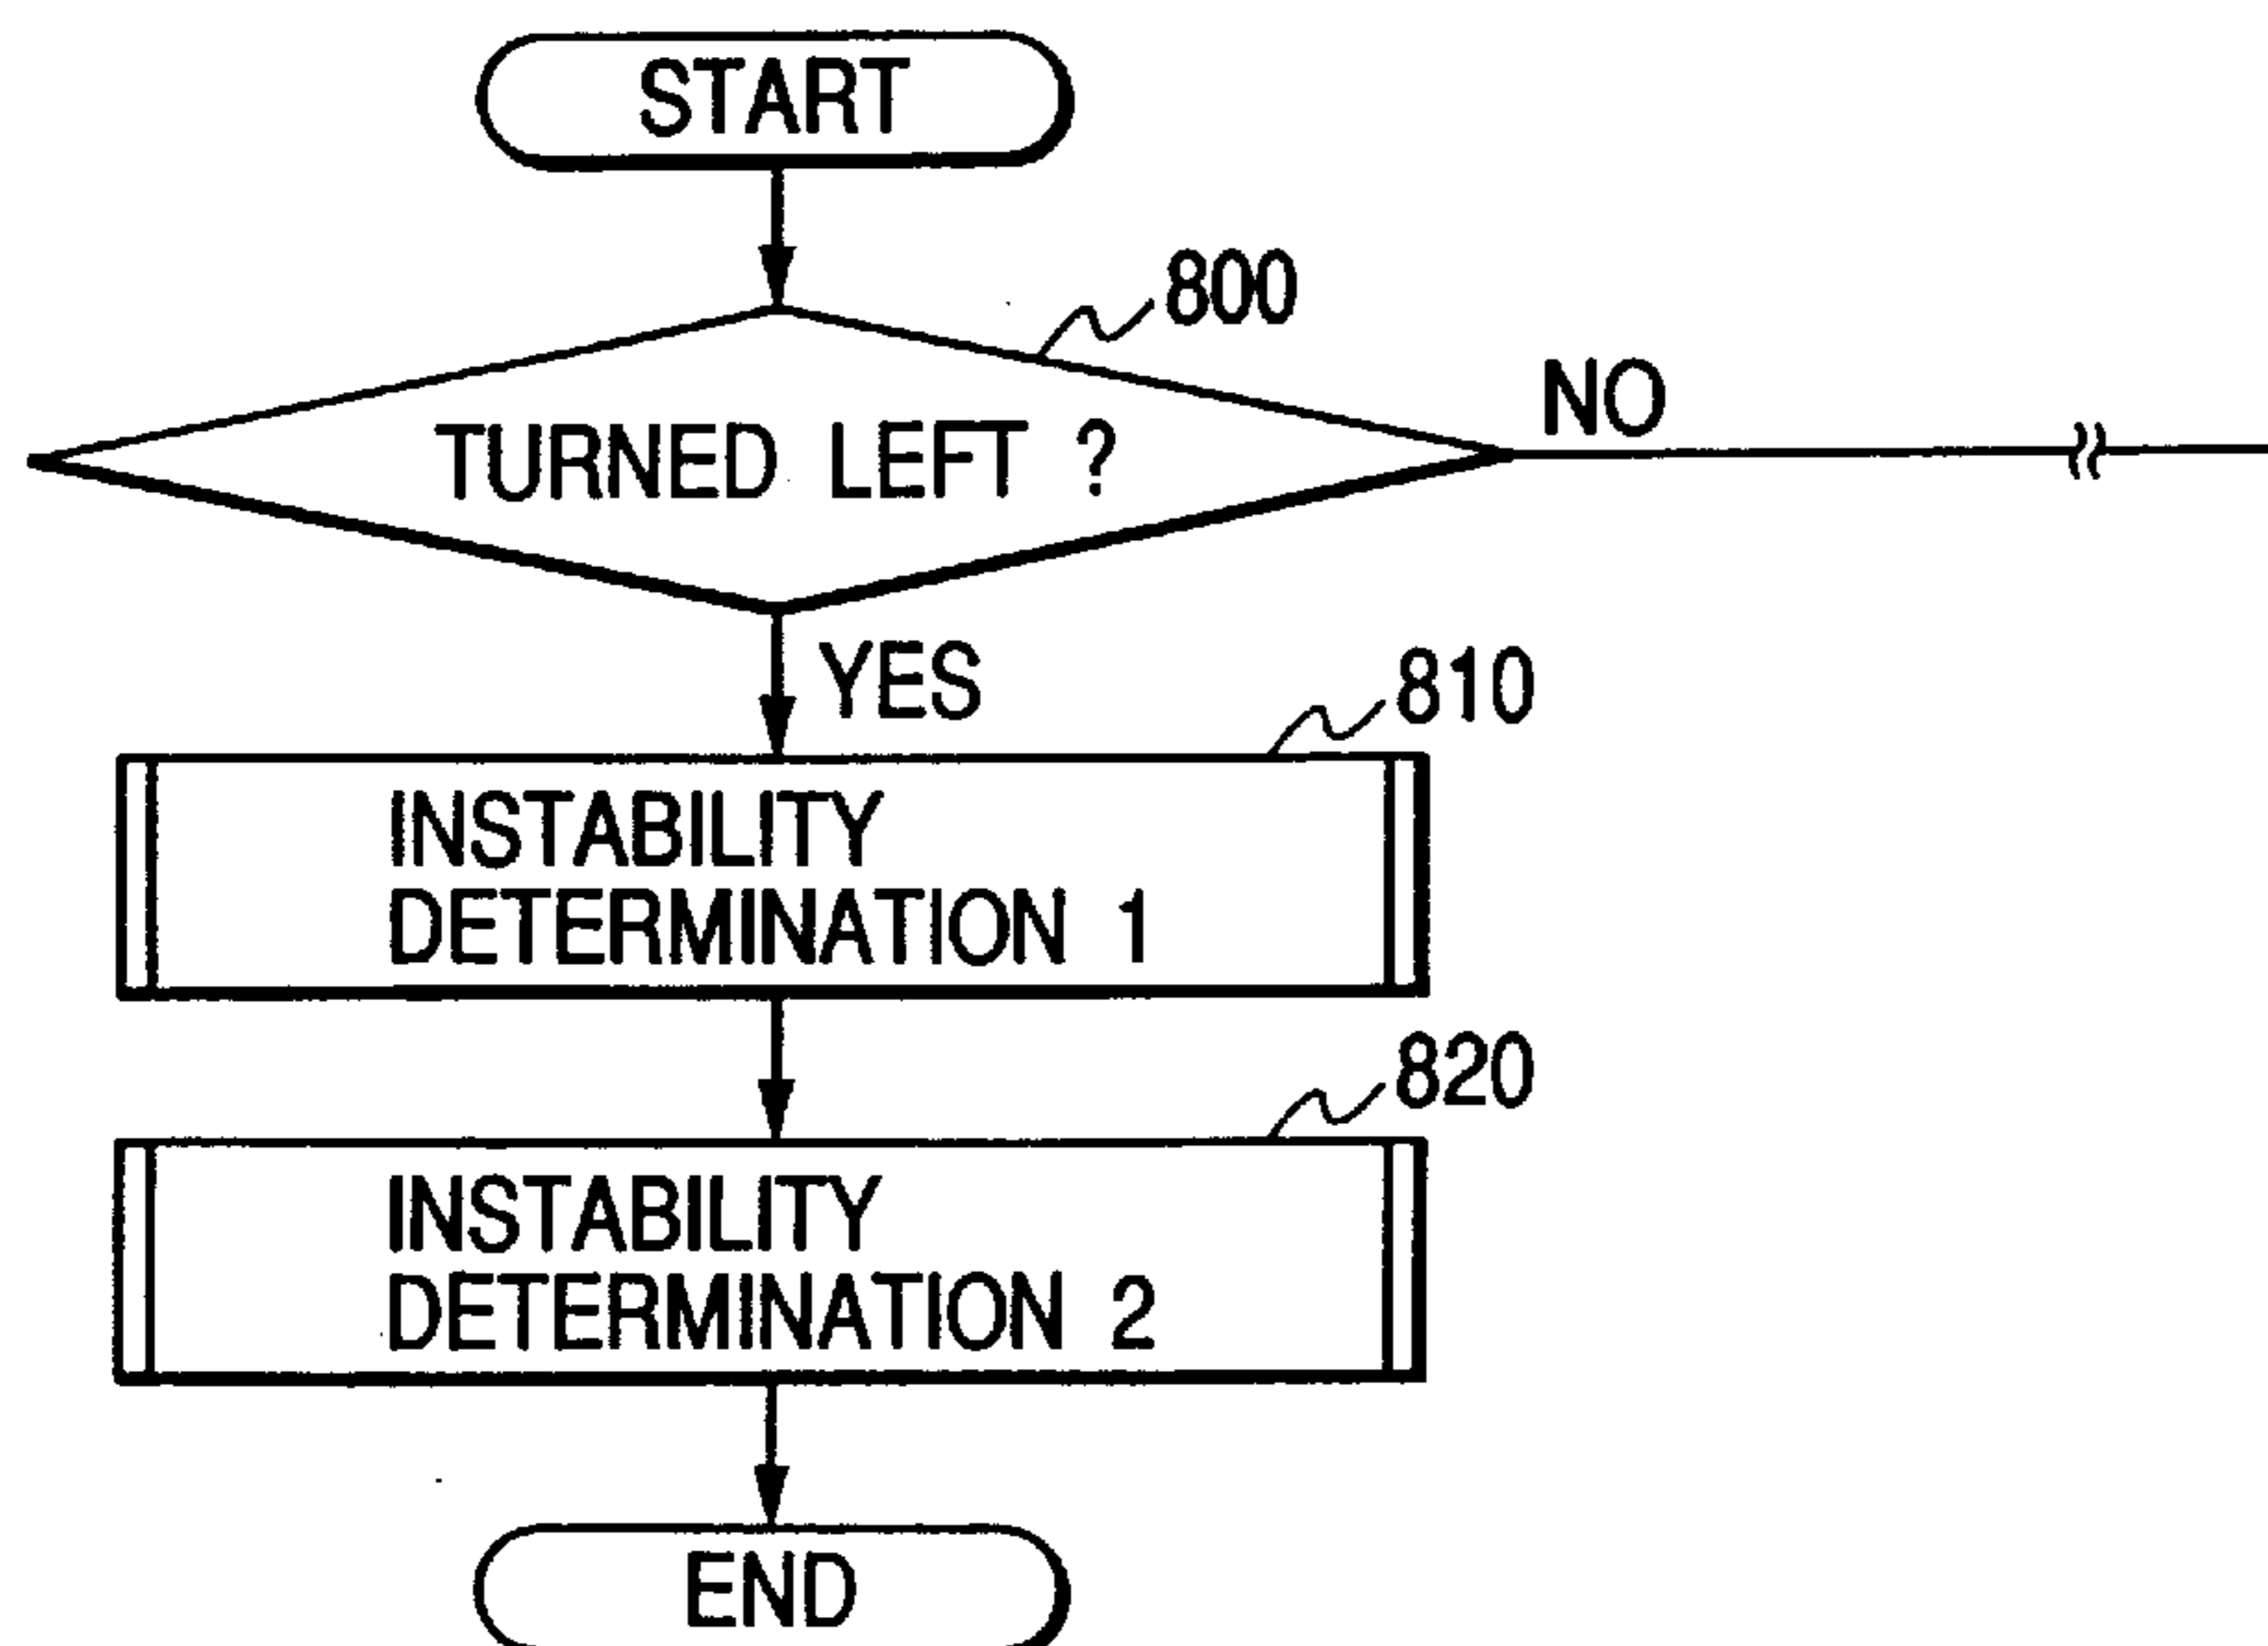 START
800
TURNED LEFT ?
NO
YES
810
INSTABILITY
DETERMINATION 1
820
INSTABILITY
DETERMINATION 2
END